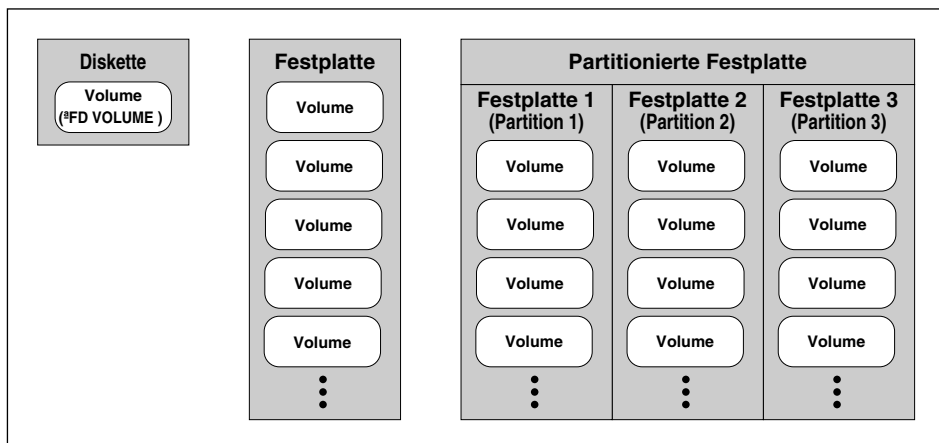 Diskette
Volume
(ªFD VOLUME )
Festplatte
Volume
Volume
Volume
Volume
Volume
Partitionierte Festplatte
Festplatte 1
(Partition 1)
Volume
Volume
Volume
Volume
Festplatte 2
(Partition 2)
Volume
Volume
Volume
Volume
Festplatte 3
(Partition 3)
Volume
Volume
Volume
Volume